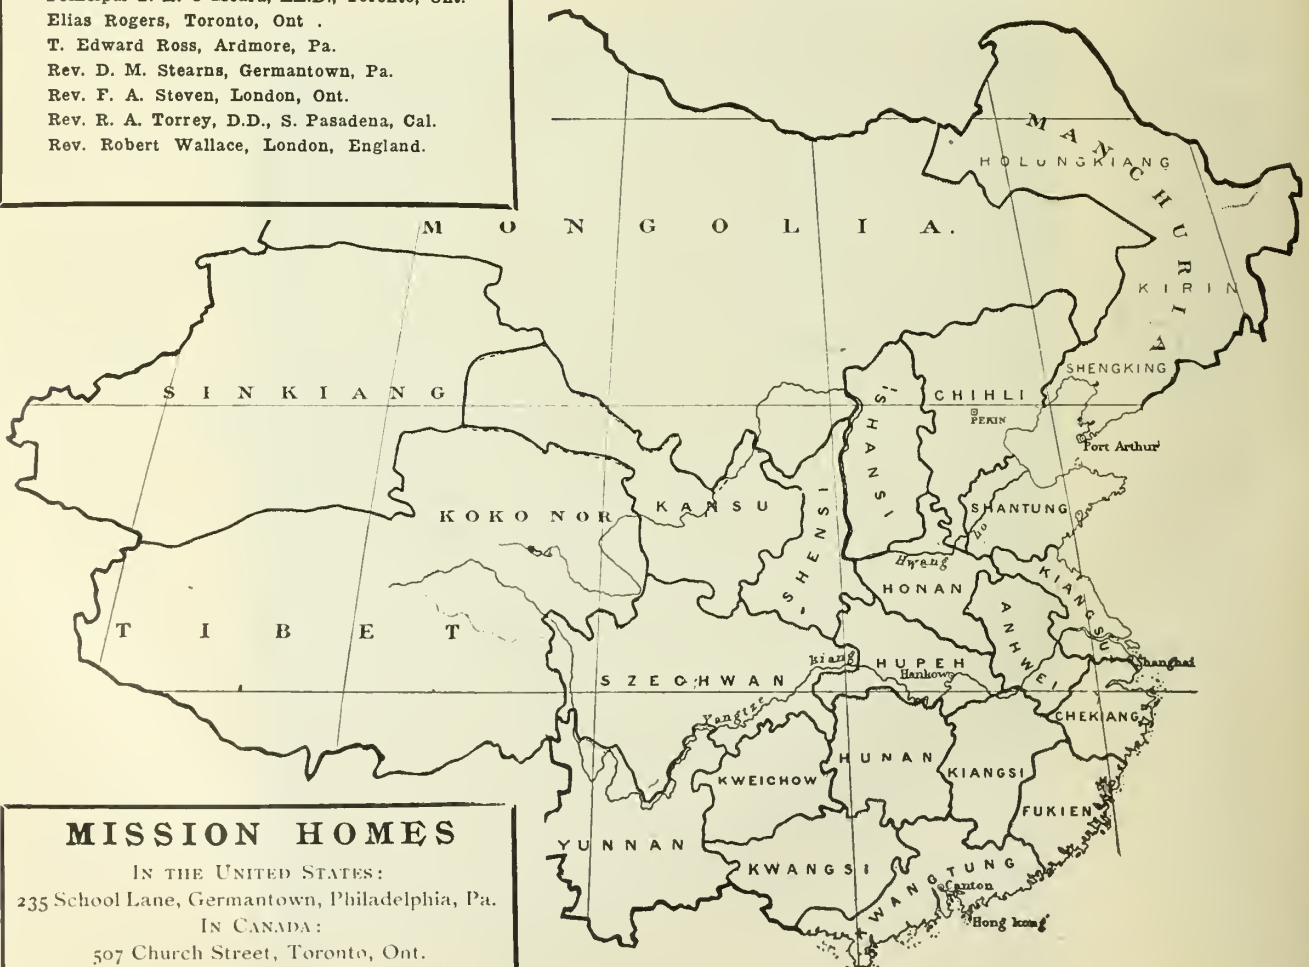 Elias Rogers, Toronto, Ont .
T. Edward Ross, Ardmore, Pa.
Rev. D. M. Stearns, Germantown, Pa.
Rev. F. A. Steven, London, Ont.
Rev. R. A. Torrey, D.D., S. Pasadena, Cal.
Rev. Robert Wallace, London, England.
MANCHURIA
HOLUNGKIANG
MONGOLIA.
KIRIN
SHENGKING
SINKIANG
CHIHLI
PEKIN
Port Arthur
SHANSI
KOKO NOR
KANSU
SHENSI
SHANTUNG
Ho
Hwang
HONAN
KIANGSU
ANHWEI
TIBET
Shanghai
Kiang
HUPEH
Hankow
SZECHWAN
Yangtze
CHEKIANG
HUNAN
KIANGSI
KWEICHOW
FUKIEN
YUNNAN
KWANGSI
KWANGTUNG
Canton
Hong kong
MISSION HOMES
IN THE UNITED STATES:
235 School Lane, Germantown, Philadelphia, Pa.
IN CANADA:
507 Church Street, Toronto, Ont.